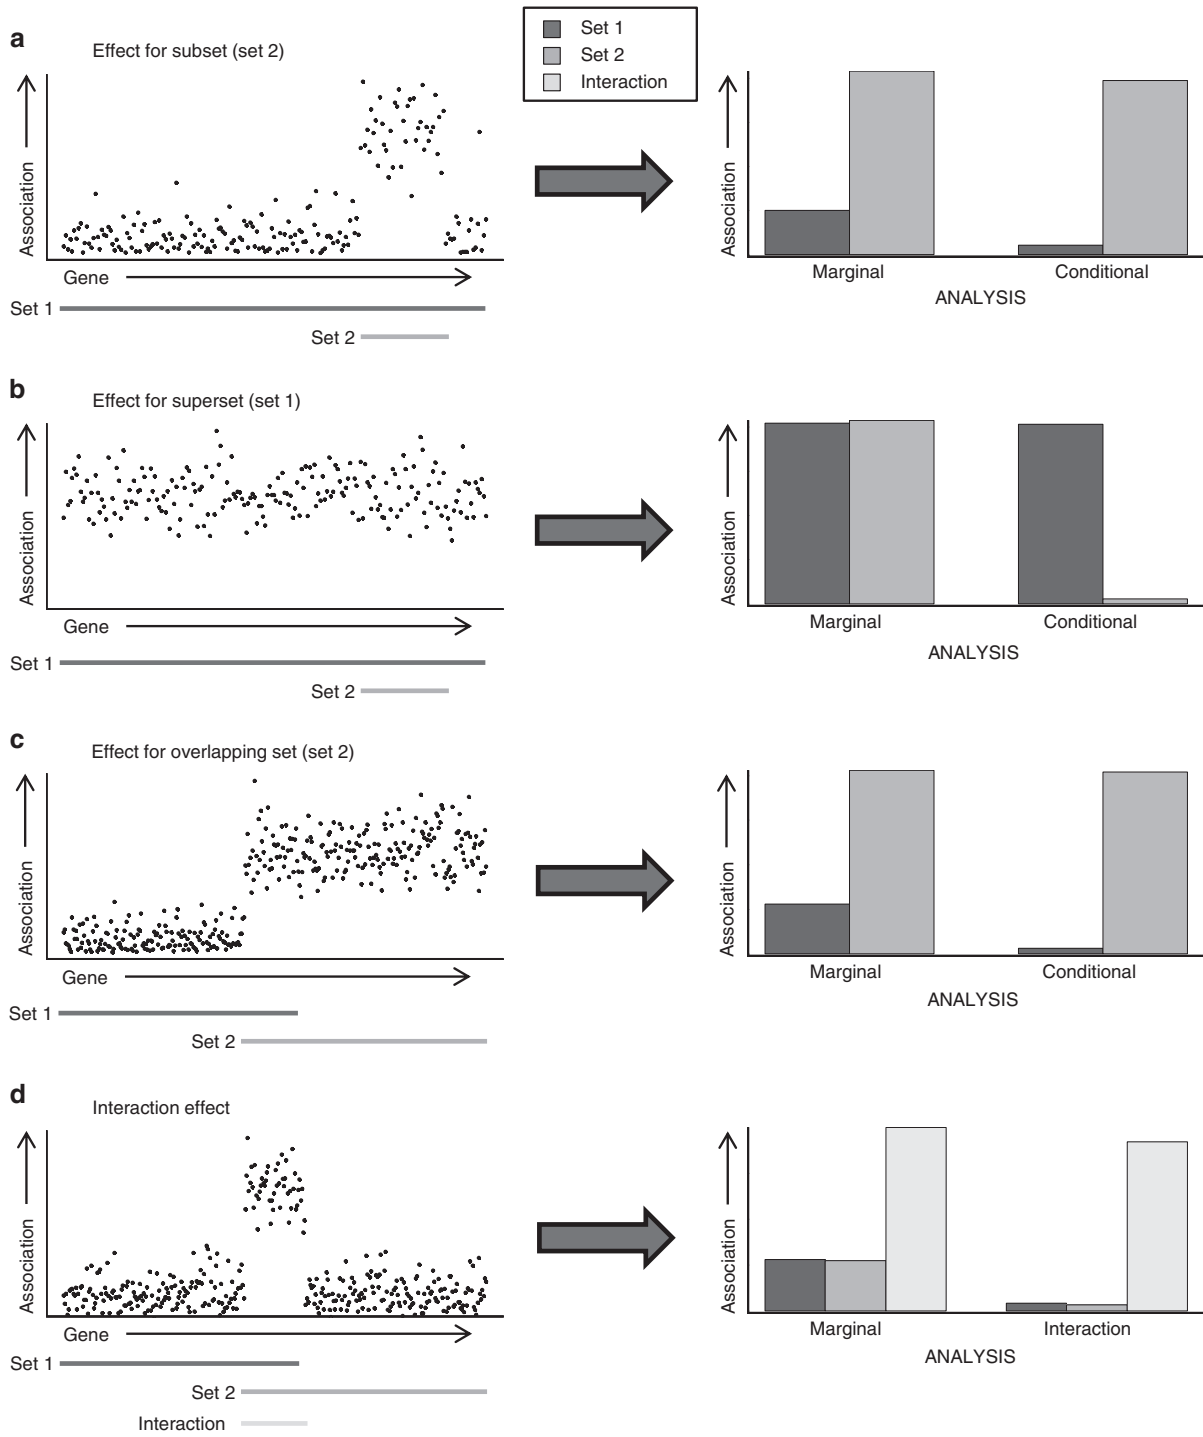 a
Effect for subset (set 2)
Set 1
Set 2
Interaction
Association
Gene
Set 1
Set 2
Association
Marginal
Conditional
ANALYSIS
b
Effect for superset (set 1)
Association
Gene
Set 1
Set 2
Association
Marginal
Conditional
ANALYSIS
c
Effect for overlapping set (set 2)
Association
Gene
Set 1
Set 2
Association
Marginal
Conditional
ANALYSIS
d
Interaction effect
Association
Gene
Set 1
Set 2
Interaction
Association
Marginal
Interaction
ANALYSIS